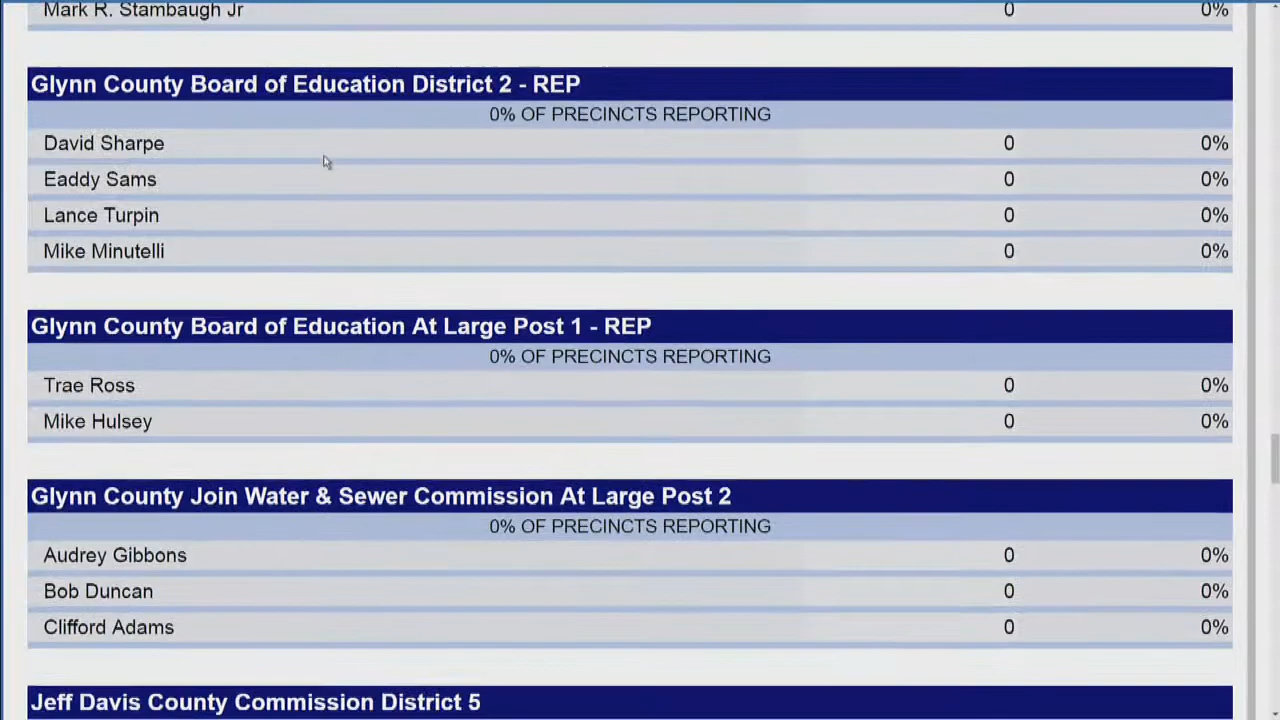 Mark R. Stambaugh Jr 0 0%
Glynn County Board of Education District 2 - REP
0% OF PRECINCTS REPORTING
David Sharpe 0 0%
Eaddy Sams 0 0%
Lance Turpin 0 0%
Mike Minutelli 0 0%
Glynn County Board of Education At Large Post 1 - REP
0% OF PRECINCTS REPORTING
Trae Ross 0 0%
Mike Hulsey 0 0%
Glynn County Join Water & Sewer Commission At Large Post 2
0% OF PRECINCTS REPORTING
Audrey Gibbons 0 0%
Bob Duncan 0 0%
Clifford Adams 0 0%
Jeff Davis County Commission District 5